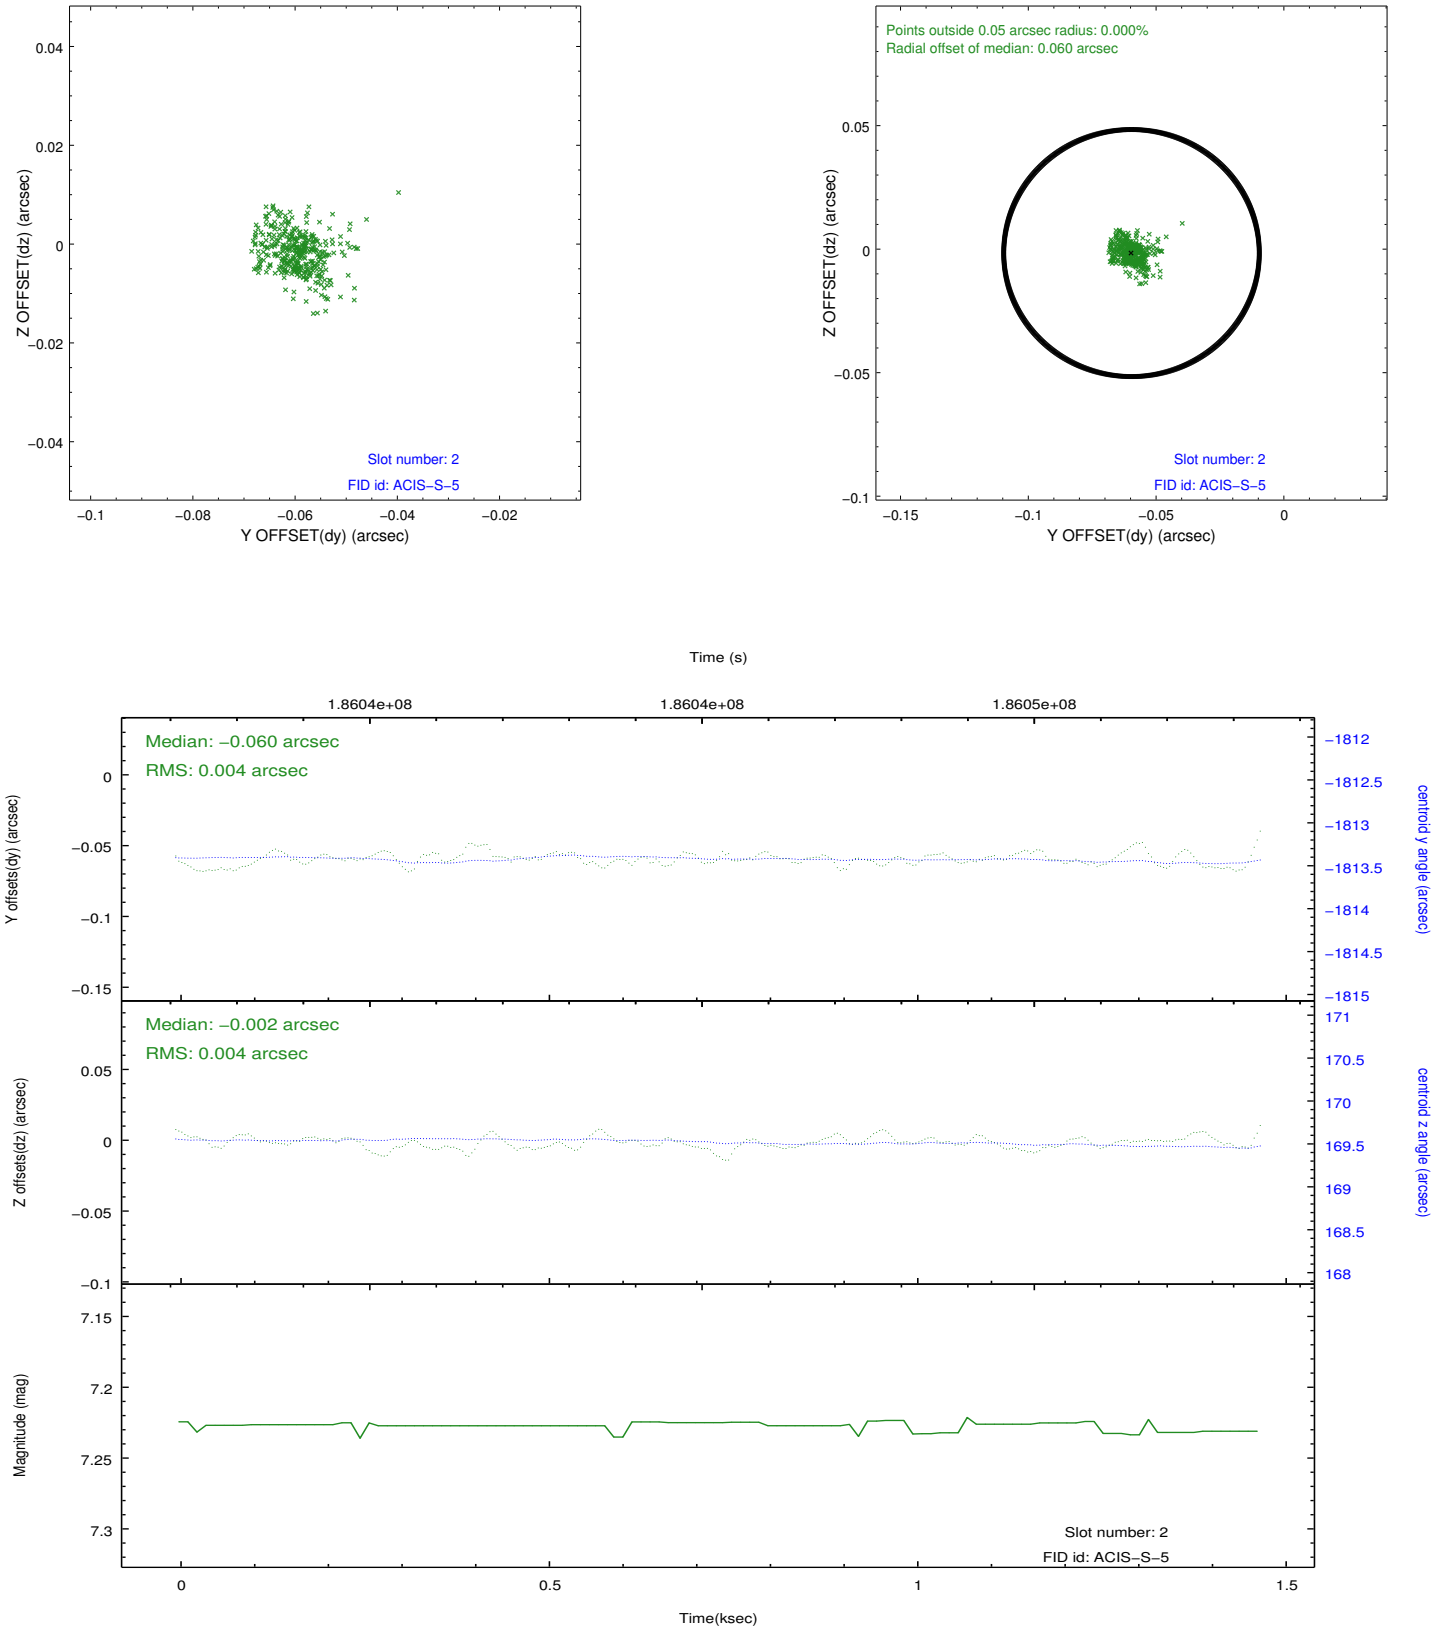 0.04
0.02
0
−0.02
−0.04
Z OFFSET(dz) (arcsec)
Slot number: 2
FID id: ACIS−S−5
−0.1
−0.08
−0.06
−0.04
−0.02
Y OFFSET(dy) (arcsec)
Points outside 0.05 arcsec radius: 0.000%
Radial offset of median: 0.060 arcsec
0.05
0
−0.05
−0.1
Z OFFSET(dz) (arcsec)
Slot number: 2
FID id: ACIS−S−5
−0.15
−0.1
−0.05
0
Y OFFSET(dy) (arcsec)
Time (s)
1.8604e+08
1.8604e+08
1.8605e+08
Median: −0.060 arcsec
RMS: 0.004 arcsec
0
−0.05
−0.1
−0.15
Y offsets(dy) (arcsec)
−1812
−1812.5
−1813
−1813.5
−1814
−1814.5
−1815
centroid y angle (arcsec)
Median: −0.002 arcsec
RMS: 0.004 arcsec
0.05
0
−0.05
−0.1
Z offsets(dz) (arcsec)
171
170.5
170
169.5
169
168.5
168
centroid z angle (arcsec)
7.15
7.2
7.25
7.3
Magnitude (mag)
Slot number: 2
FID id: ACIS−S−5
0
0.5
1
1.5
Time(ksec)